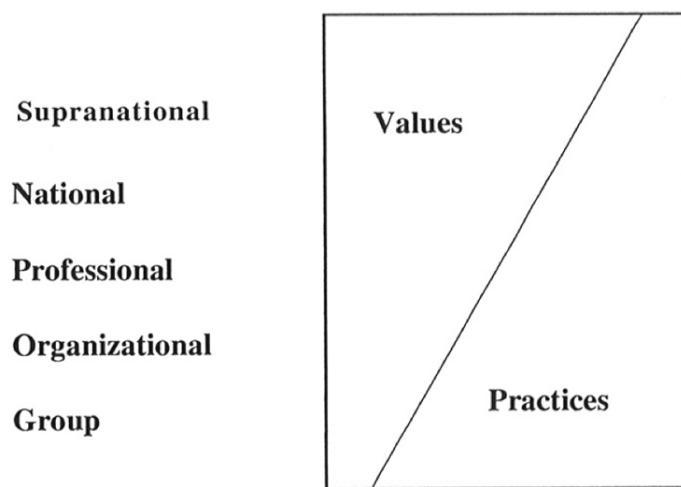 Supranational
Values
National
Professional
Organizational
Practices
Group